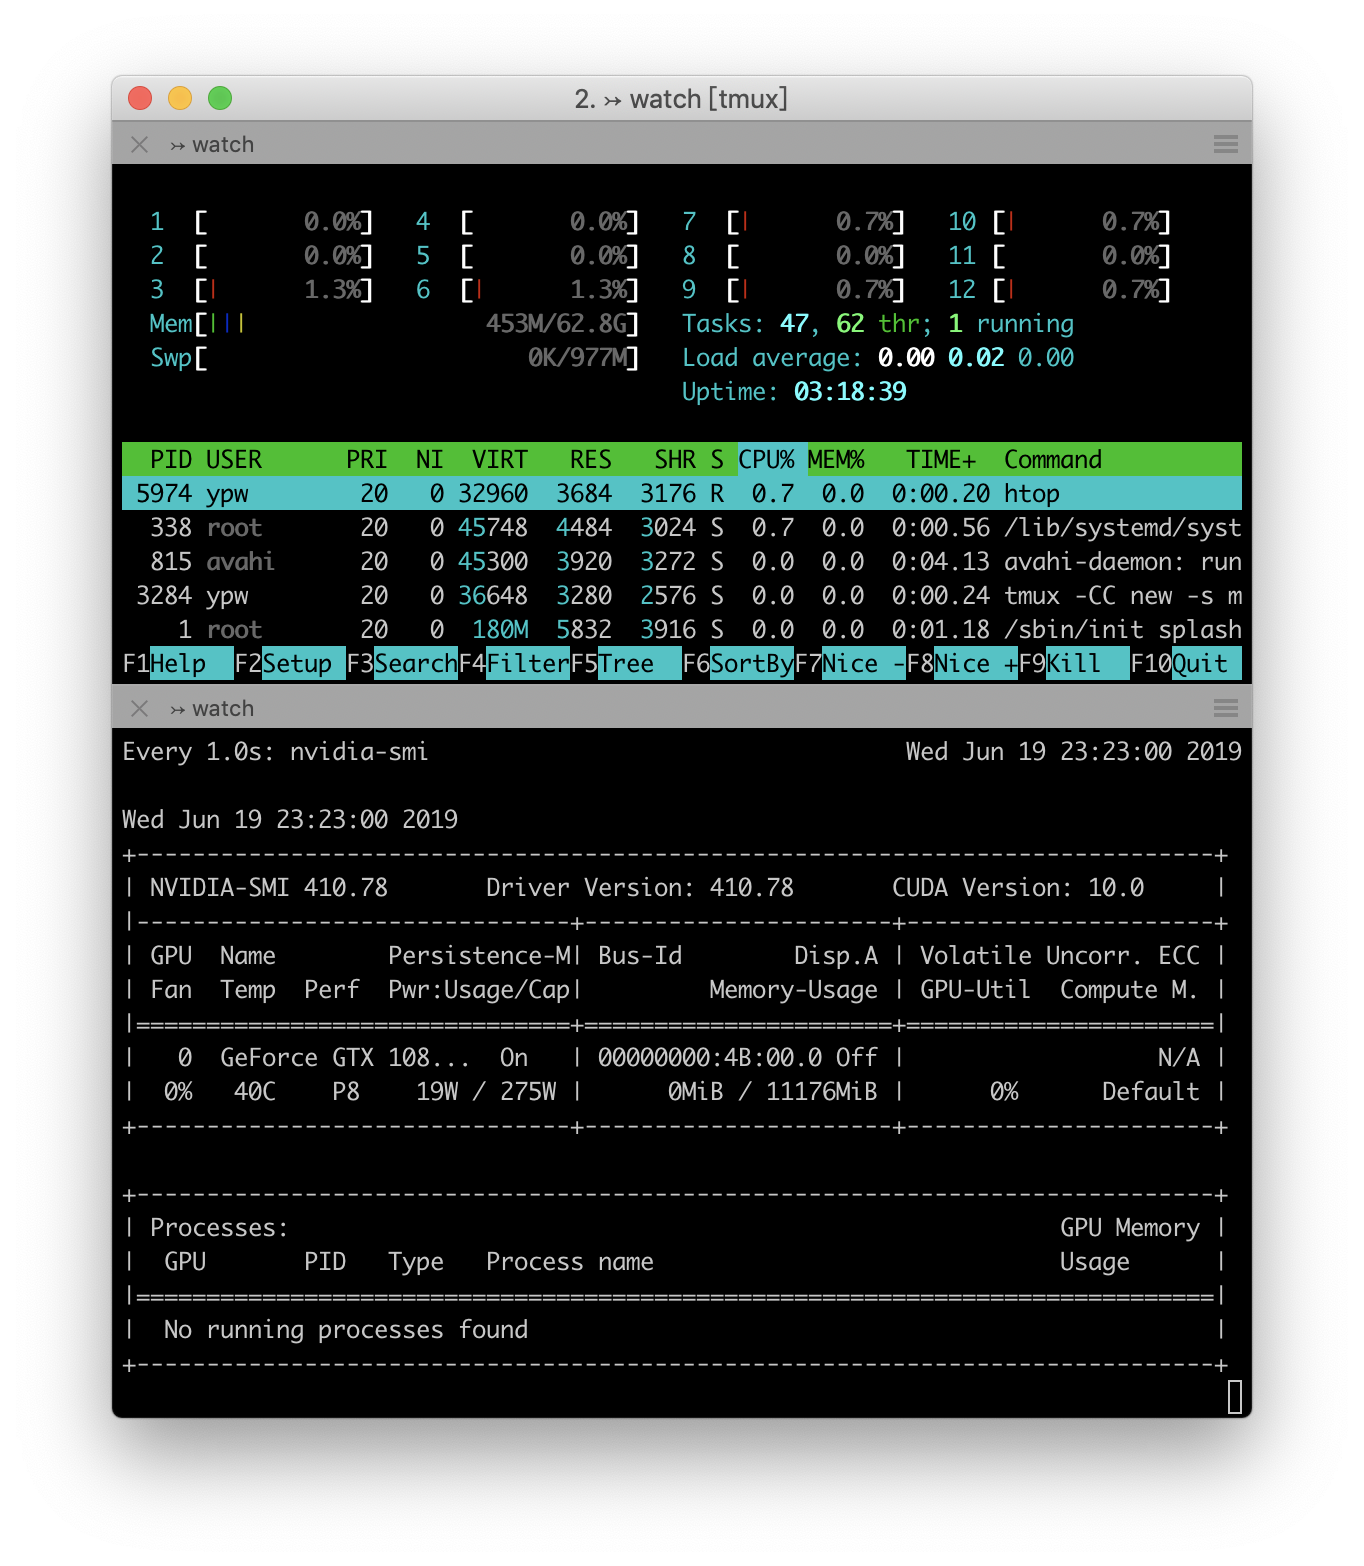 2. ↣ watch [tmux]
↣ watch
1 [ 0.0%] 4 [ 0.0%] 7 [| 0.7%] 10 [| 0.7%]
2 [ 0.0%] 5 [ 0.0%] 8 [ 0.0%] 11 [ 0.0%]
3 [| 1.3%] 6 [| 1.3%] 9 [| 0.7%] 12 [| 0.7%]
Mem[||| 453M/62.8G] Tasks: 47, 62 thr; 1 running
Swp[ 0K/977M] Load average: 0.00 0.02 0.00
Uptime: 03:18:39
PID USER PRI NI VIRT RES SHR S CPU% MEM% TIME+ Command
5974 ypw 20 0 32960 3684 3176 R 0.7 0.0 0:00.20 htop
338 root 20 0 45748 4484 3024 S 0.7 0.0 0:00.56 /lib/systemd/syst
815 avahi 20 0 45300 3920 3272 S 0.0 0.0 0:04.13 avahi-daemon: run
3284 ypw 20 0 36648 3280 2576 S 0.0 0.0 0:00.24 tmux -CC new -s m
1 root 20 0 180M 5832 3916 S 0.0 0.0 0:01.18 /sbin/init splash
F1Help F2Setup F3SearchF4FilterF5Tree F6SortByF7Nice -F8Nice +F9Kill F10Quit
↣ watch
Every 1.0s: nvidia-smi Wed Jun 19 23:23:00 2019
Wed Jun 19 23:23:00 2019
+-----------------------------------------------------------------------------+
| NVIDIA-SMI 410.78 Driver Version: 410.78 CUDA Version: 10.0 |
|-------------------------------+----------------------+----------------------+
| GPU Name Persistence-M| Bus-Id Disp.A | Volatile Uncorr. ECC |
| Fan Temp Perf Pwr:Usage/Cap| Memory-Usage | GPU-Util Compute M. |
|===============================+======================+======================|
| 0 GeForce GTX 108... On | 00000000:4B:00.0 Off | N/A |
| 0% 40C P8 19W / 275W | 0MiB / 11176MiB | 0% Default |
+-------------------------------+----------------------+----------------------+
+-----------------------------------------------------------------------------+
| Processes: GPU Memory |
| GPU PID Type Process name Usage |
|=============================================================================|
| No running processes found |
+-----------------------------------------------------------------------------+